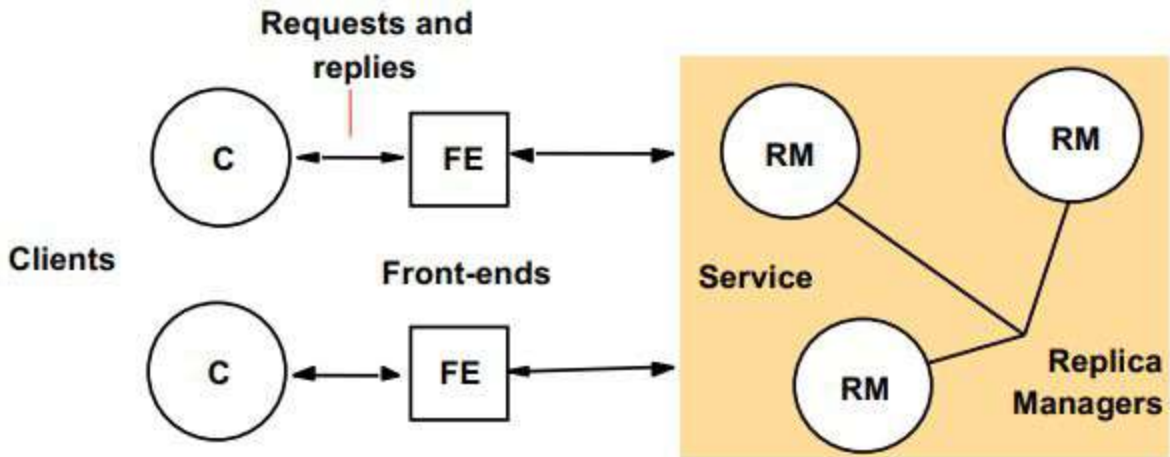 Requests and
replies
C
FE
RM
RM
Clients
Front-ends
Service
C
FE
RM
Replica
Managers